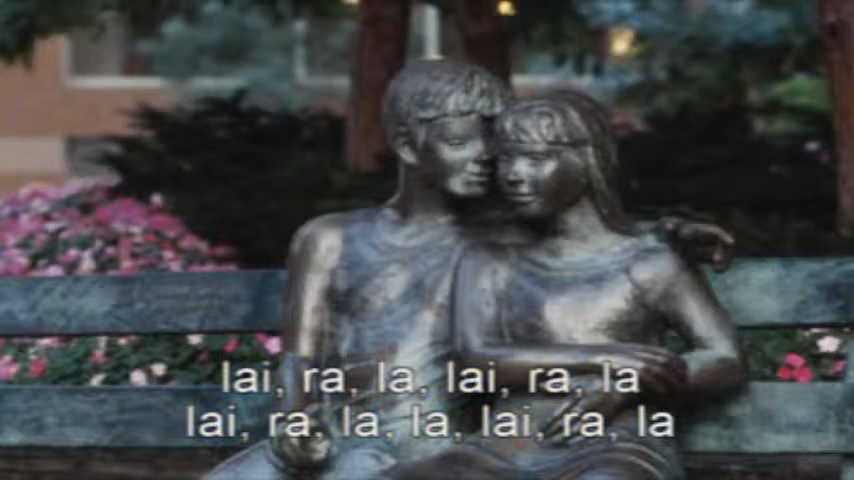 lai, ra, la, lai, ra, la
lai, ra, la, la, lai, ra, la